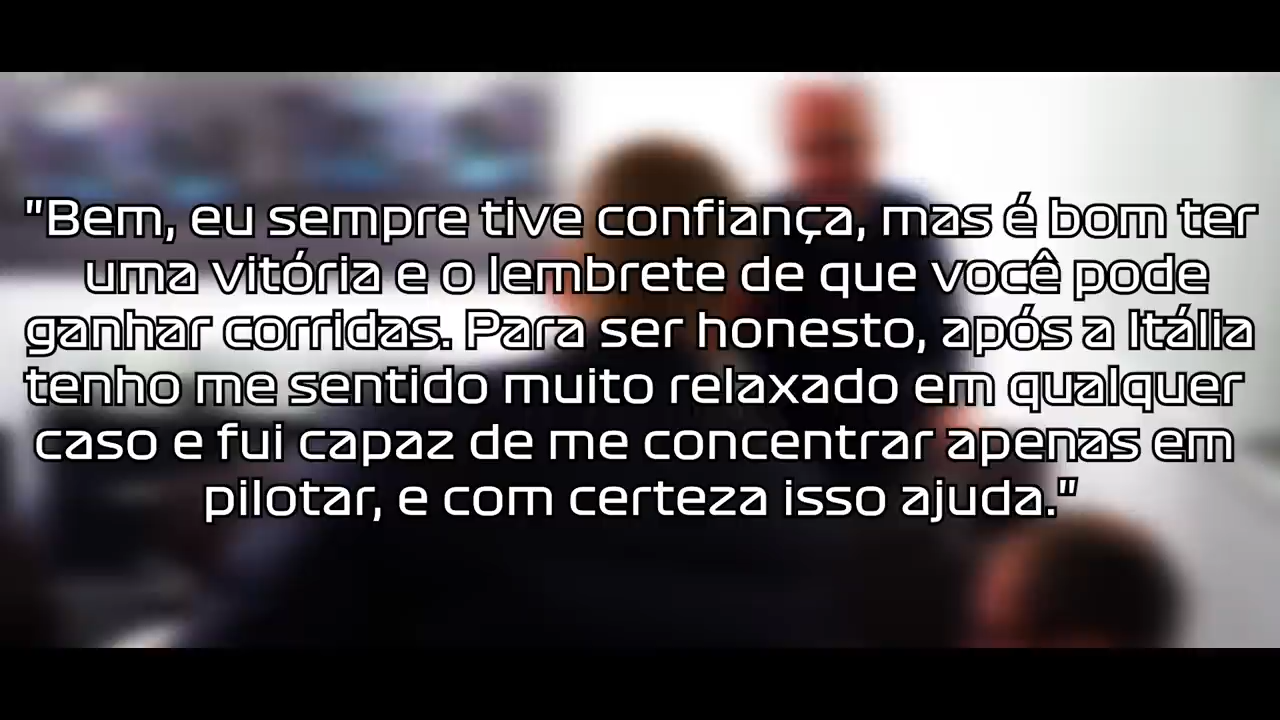 "Bem, eu sempre tive confiança, mas é bom ter
uma vitória e o lembrete de que você pode
ganhar corridas. Para ser honesto, após a Itália
tenho me sentido muito relaxado em qualquer
caso e fui capaz de me concentrar apenas em
pilotar, e com certeza isso ajuda."